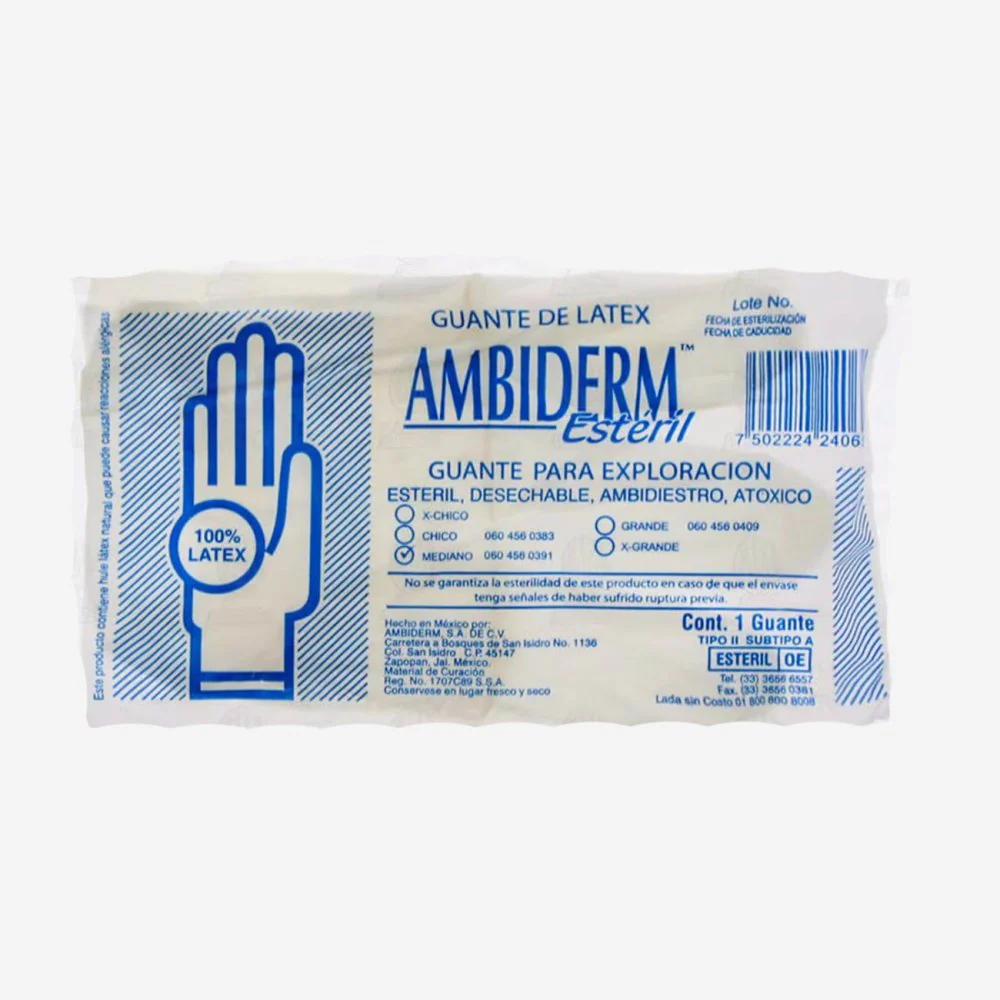 Este producto contiene hule látex natural que puede causar reacciones alérgicas
100%
LATEX
GUANTE DE LATEX
AMBIDERM™
Estéril
Lote No.
FECHA DE ESTERILIZACIÓN
FECHA DE CADUCIDAD
7 502224 2406
GUANTE PARA EXPLORACION
ESTERIL, DESECHABLE, AMBIDIESTRO, ATOXICO
X-CHICO
CHICO 060 456 0383
MEDIANO 060 456 0391
GRANDE 060 456 0409
X-GRANDE
No se garantiza la esterilidad de este producto en caso de que el envase
tenga señales de haber sufrido ruptura previa.
Hecho en México por:
AMBIDERM, S.A. DE C.V.
Carretera a Bosques de San Isidro No. 1136
Col. San Isidro C.P. 45147
Zapopan, Jal. México.
Material de Curación
Reg. No. 1707C89 S.S.A.
Consérvese en lugar fresco y seco
Cont. 1 Guante
TIPO II SUBTIPO A
ESTERIL OE
Tel. (33) 3656 6557
Fax. (33) 3656 0381
Lada sin Costo 01 800 800 8008